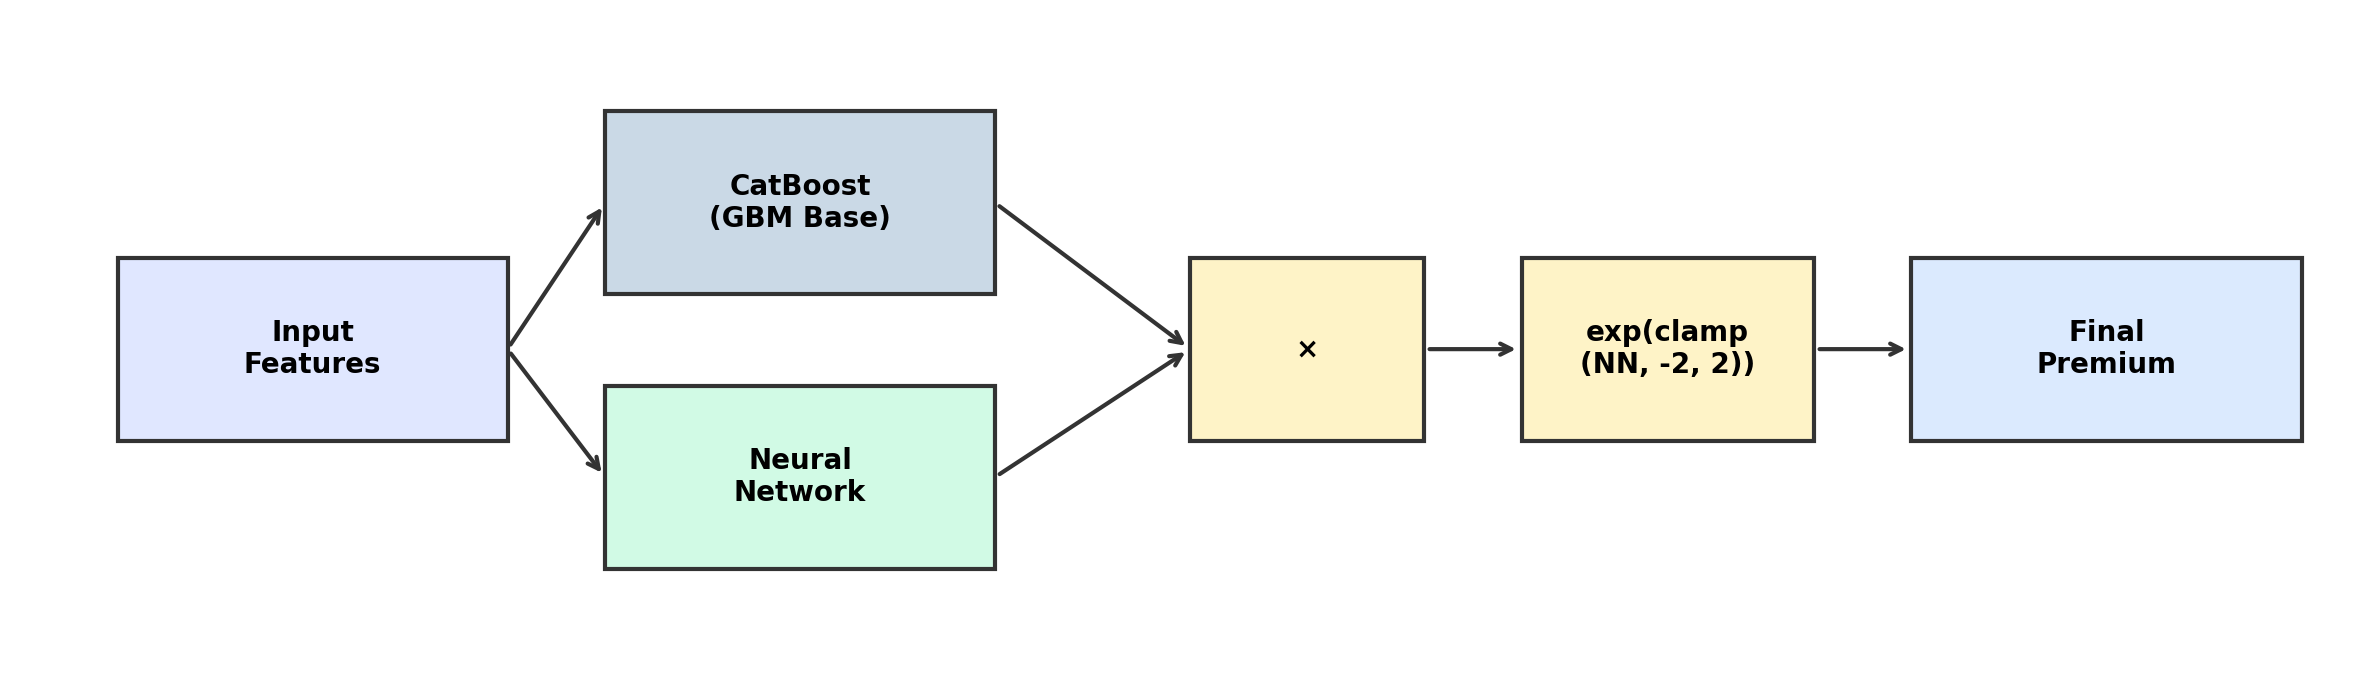 Input
Features
CatBoost
(GBM Base)
Neural
Network
×
exp(clamp
(NN, -2, 2))
Final
Premium